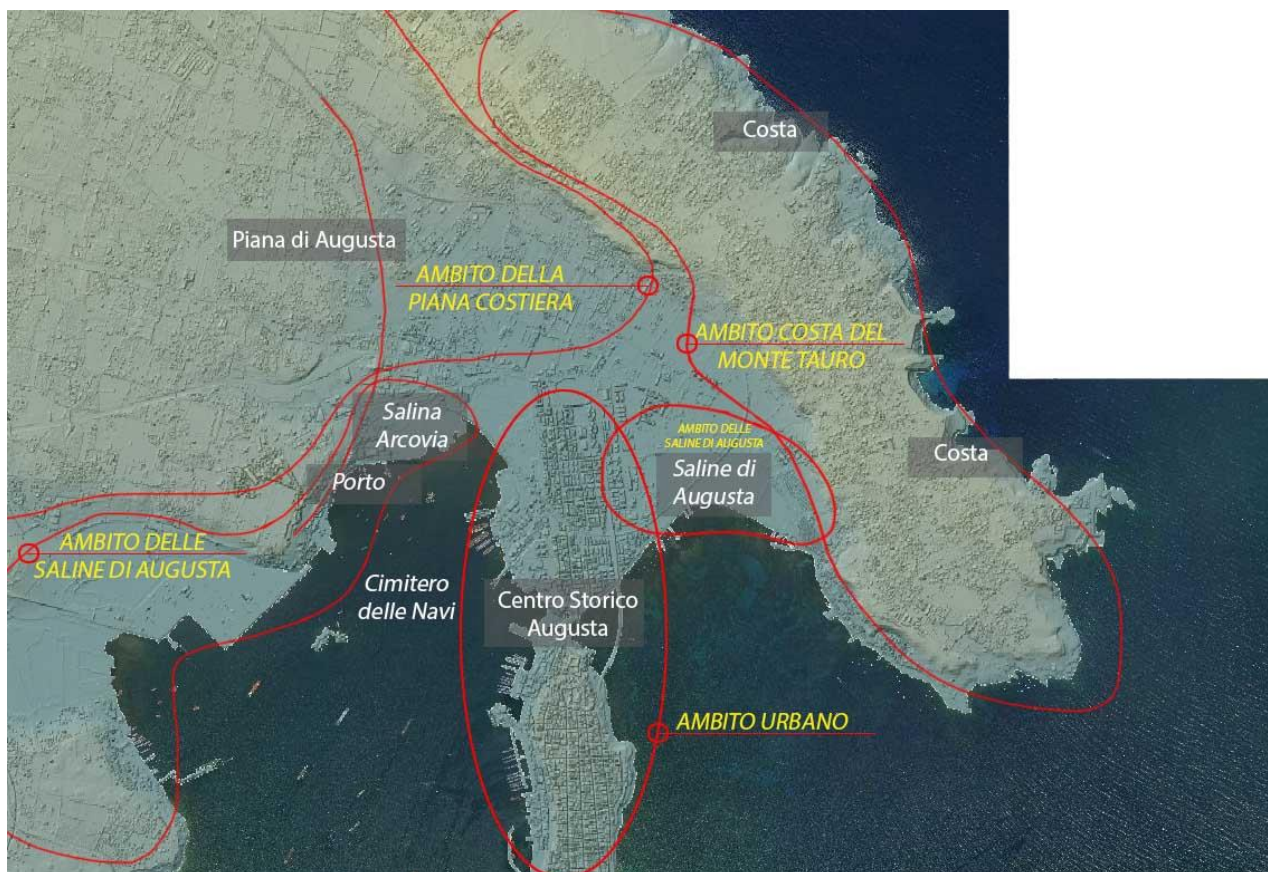 Costa
Piana di Augusta
AMBITO DELLA
PIANA COSTIERA
AMBITO COSTA DEL
MONTE TAURO
Salina
Arcovia
AMBITO DELLE
SALINE DI AUGUSTA
Saline di
Augusta
Costa
Porto
AMBITO DELLE
SALINE DI AUGUSTA
Cimitero
delle Navi
Centro Storico
Augusta
AMBITO URBANO